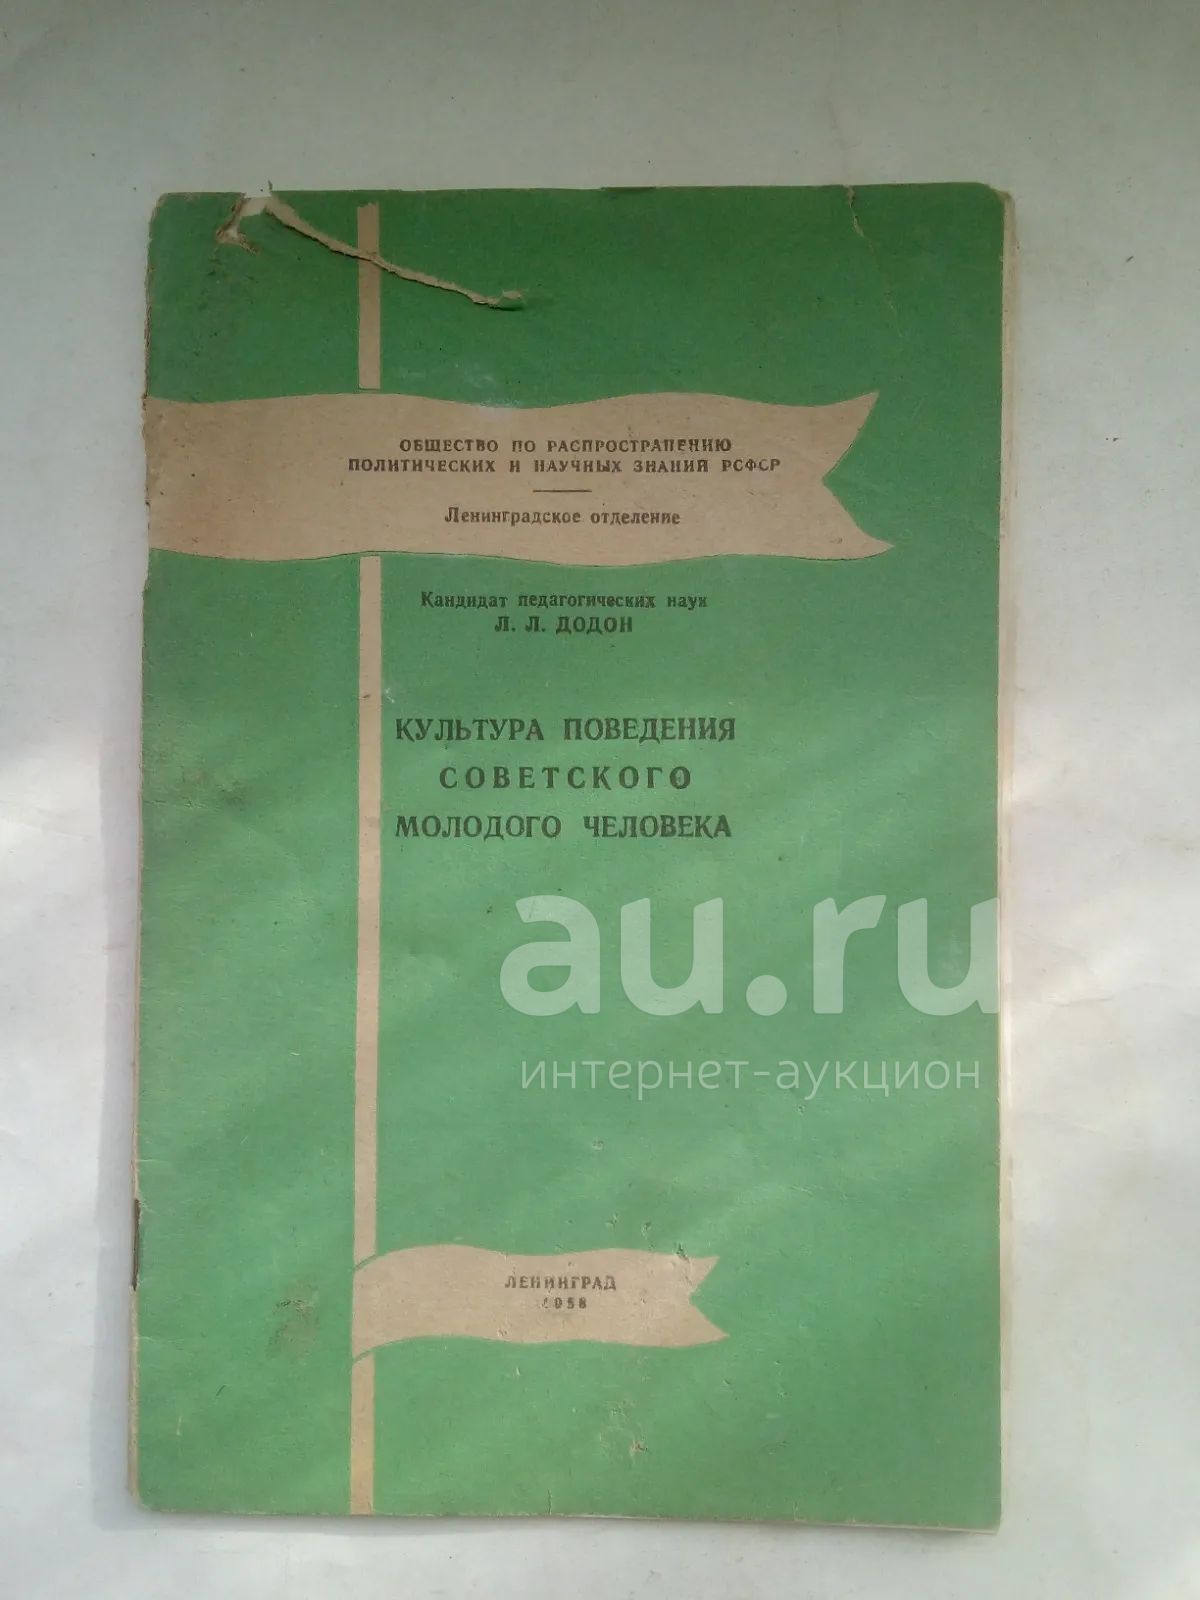 ОБЩЕСТВО ПО РАСПРОСТРАНЕНИЮ
ПОЛИТИЧЕСКИХ И НАУЧНЫХ ЗНАНИЙ РСФСР
Ленинградское отделение
Кандидат педагогических наук
Л. Л. ДОДОН
КУЛЬТУРА ПОВЕДЕНИЯ
СОВЕТСКОГО
МОЛОДОГО ЧЕЛОВЕКА
au.ru
интернет-аукцион
ЛЕНИНГРАД
1958